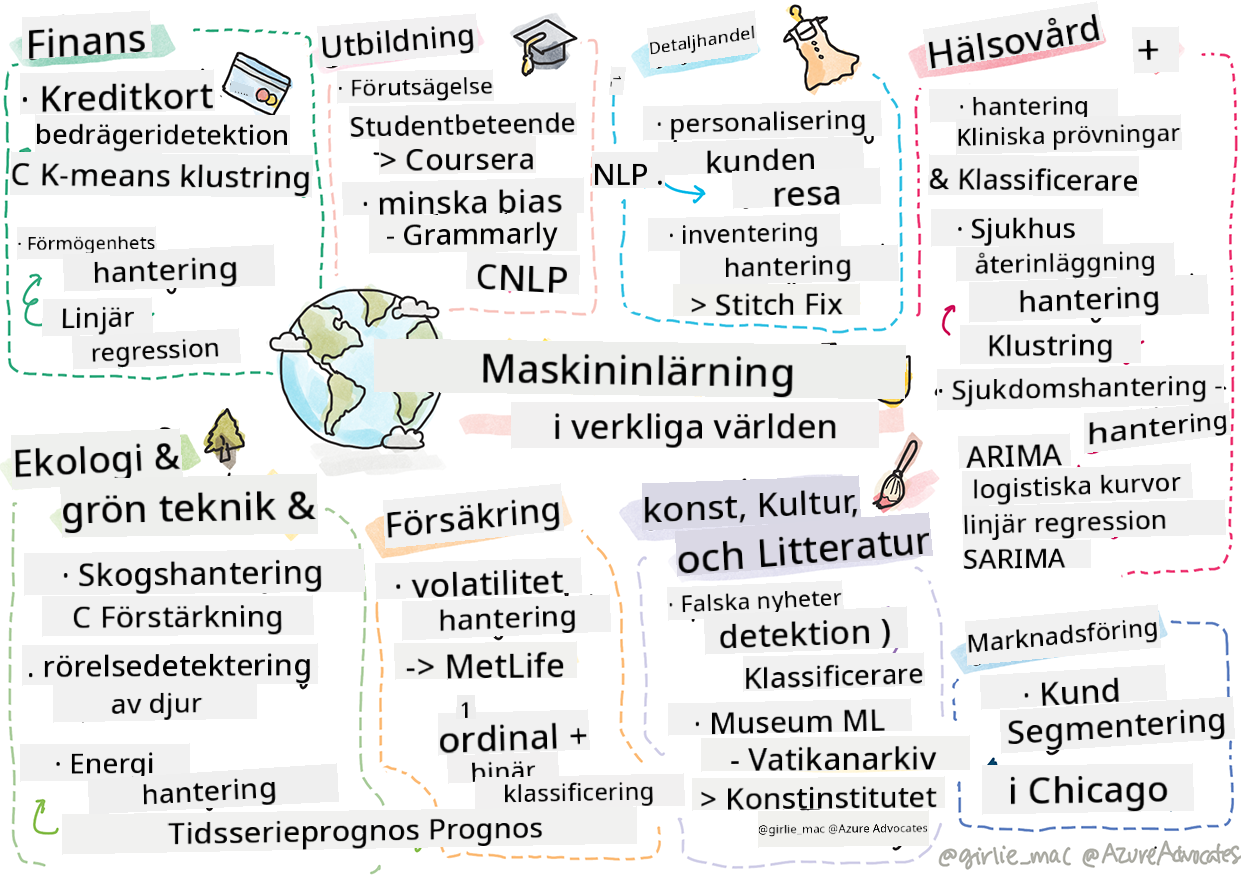 Finans
· Kreditkort
bedrägeridetektion
C K-means klustring
· Förmögenhets
hantering
Linjär
regression
Utbildning
· Förutsägelse
Studentbeteende
> Coursera
· minska bias
- Grammarly
CNLP
Detaljhandel
· personalisering
kunden
NLP .
resa
· inventering
hantering
> Stitch Fix
Hälsovård +
· hantering
Kliniska prövningar
& Klassificerare
· Sjukhus
återinläggning
hantering
Klustring
· Sjukdomshantering -
hantering
ARIMA
logistiska kurvor
linjär regression
SARIMA
Maskininlärning
i verkliga världen
Ekologi &
grön teknik &
· Skogshantering
C Förstärkning
. rörelsedetektering
av djur
· Energi
hantering
Tidsserieprognos Prognos
Försäkring
· volatilitet
hantering
-> MetLife
1
ordinal +
binär
klassificering
konst, Kultur,
och Litteratur
· Falska nyheter
detektion )
Klassificerare
· Museum ML
- Vatikanarkiv
> Konstinstitutet
@girlie_mac @Azure Advocates
Marknadsföring
· Kund
Segmentering
i Chicago
@girlie_mac @AzureAdvocates